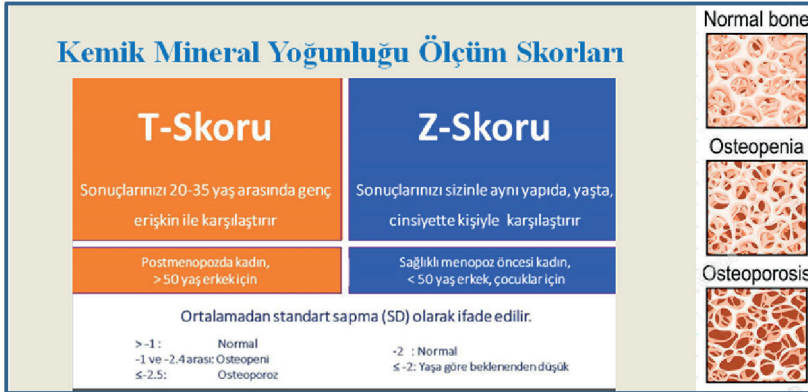 Kemik Mineral Yoğunluğu Ölçüm Skorları
T-Skoru
Sonuçlarınızı 20-35 yaş arasında genç
erişkin ile karşılaştırır
Postmenopozda kadın,
> 50 yaş erkek için
Z-Skoru
Sonuçlarınızı sizinle aynı yapıda, yaşta,
cinsiyette kişiyle karşılaştırır
Sağlıklı menopoz öncesi kadın,
< 50 yaş erkek, çocuklar için
Ortalamadan standart sapma (SD) olarak ifade edilir.
>-1 : Normal
-1 ve -2.4 arası: Osteopeni
≤-2.5: Osteoporoz
-2 : Normal
≤ -2: Yaşa göre beklenenden düşük
Normal bone
Osteopenia
Osteoporosis